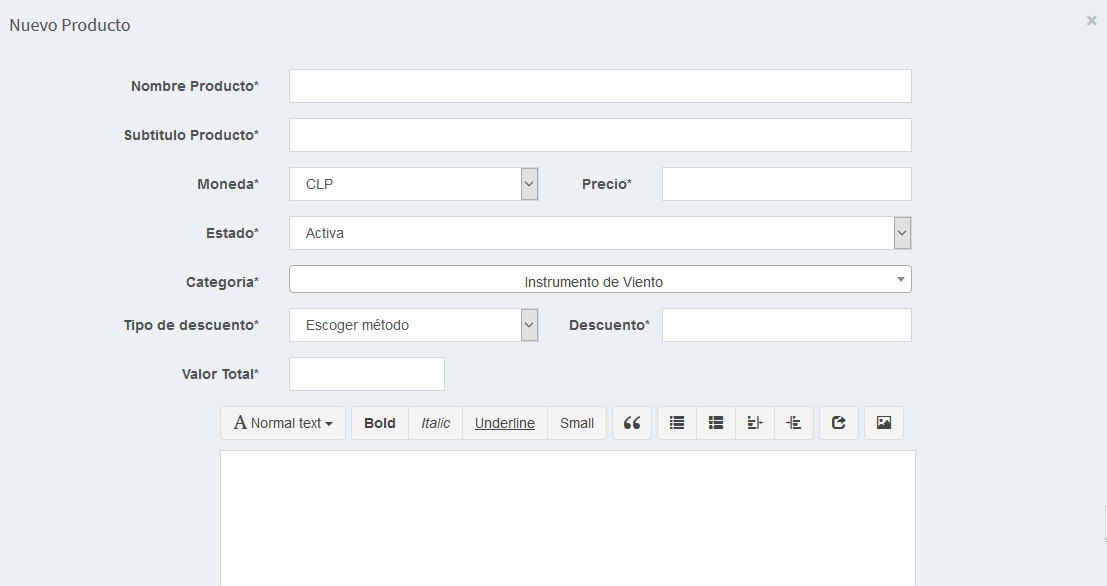 Nuevo Producto ×
Nombre Producto*
Subtitulo Producto*
Moneda* CLP Precio*
Estado* Activa
Categoria* Instrumento de Viento
Tipo de descuento* Escoger método Descuento*
Valor Total*
A Normal text Bold Italic Underline Small